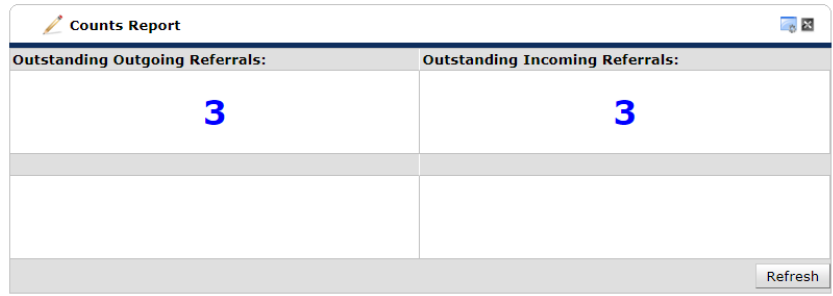 Counts Report
Outstanding Outgoing Referrals: Outstanding Incoming Referrals:
3 3
Refresh